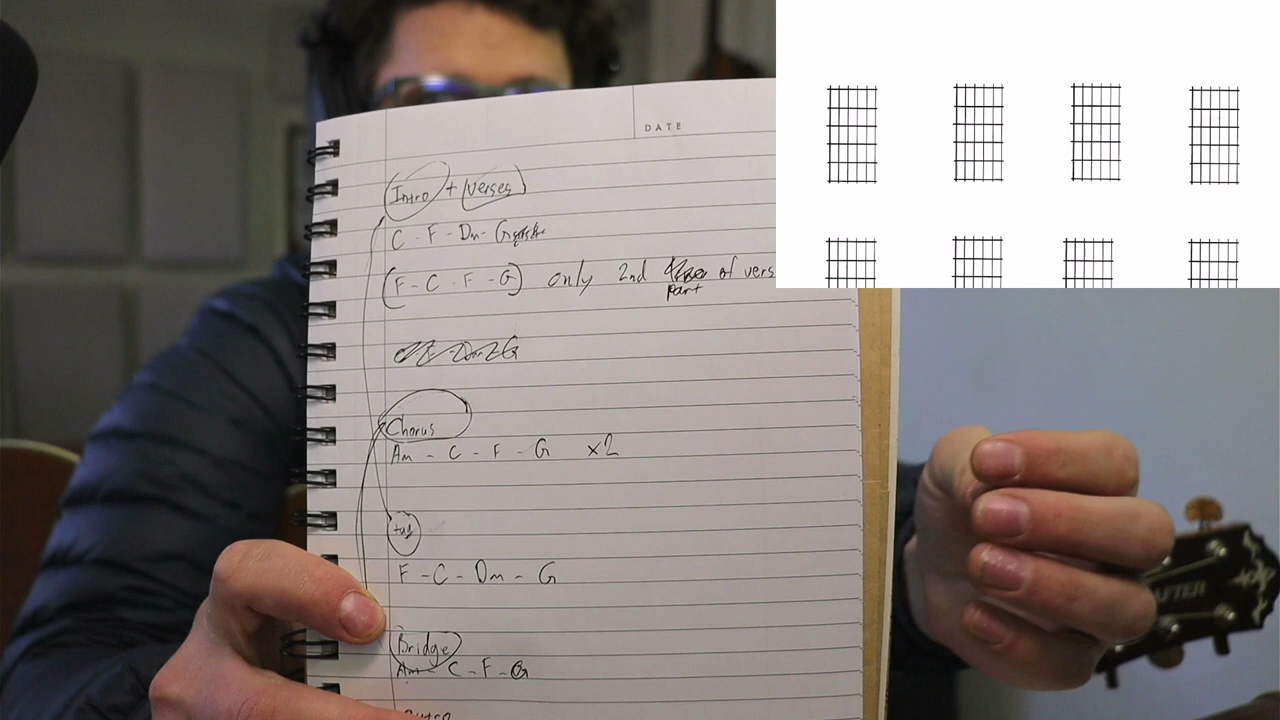 DATE
Intro + Verses
C - F - Dm - G
(F - C - F - G) only 2nd of vers
part
Chorus
Am - C - F - G x2
tag
F - C - Dm - G
Bridge
Am - C - F - G
AFTER